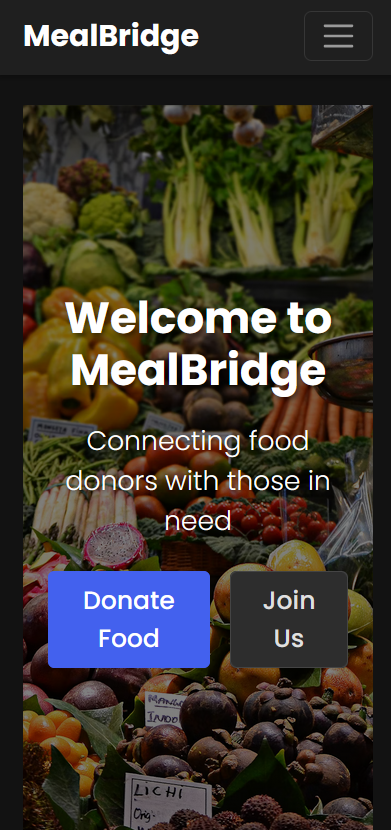 MealBridge
Welcome to
MealBridge
Connecting food
donors with those in
need
Donate
Food
Join
Us
MANGO
INDO
LICHI
Orig.